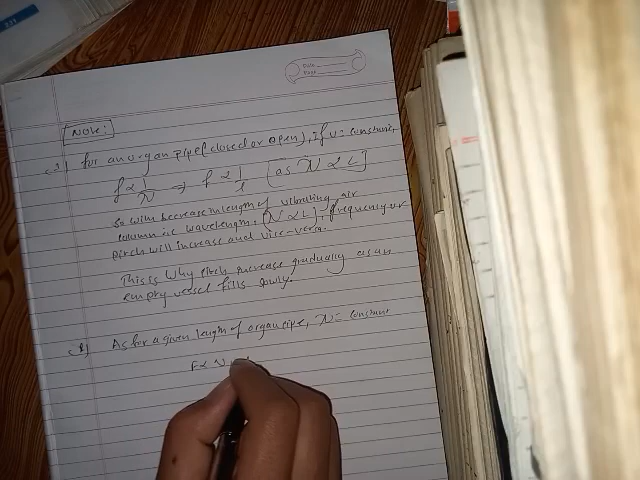 Date
Page
Note:
for an organ pipe (closed or open), If v = constant,
f ∝ 1/λ ⇒ f ∝ 1/l [as λ ∝ L]
so with decrease in length of vibrating air
column ie wavelength (λ ∝ L), frequency or
pitch will increase and vice-versa.
This is why pitch increase gradually as an
empty vessel fills slowly.
As for a given length of organ pipe, λ = constant
F ∝ v